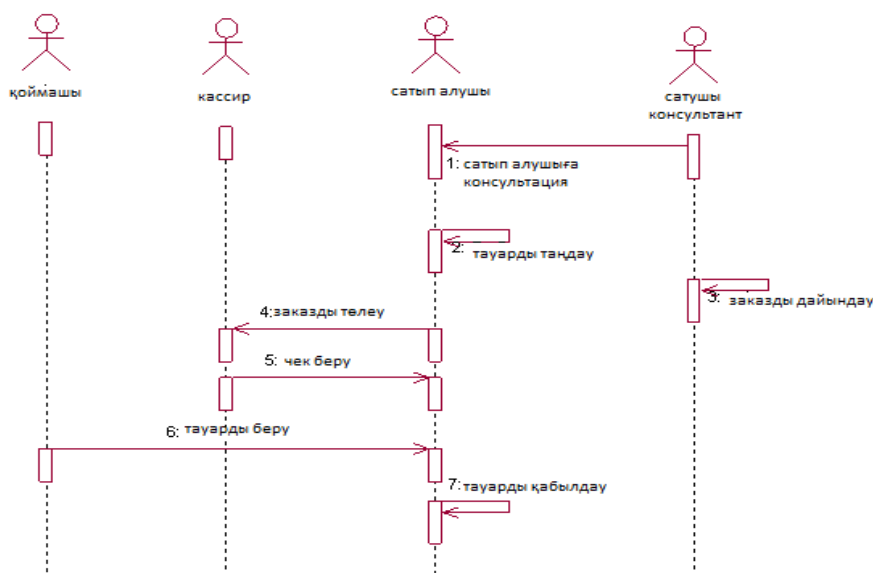 қоймашы
кассир
сатып алушы
сатушы
консультант
1: сатып алушыға
консультация
2: тауарды таңдау
3: заказды дайындау
4:заказды төлеу
5: чек беру
6: тауарды беру
7:тауарды қабылдау